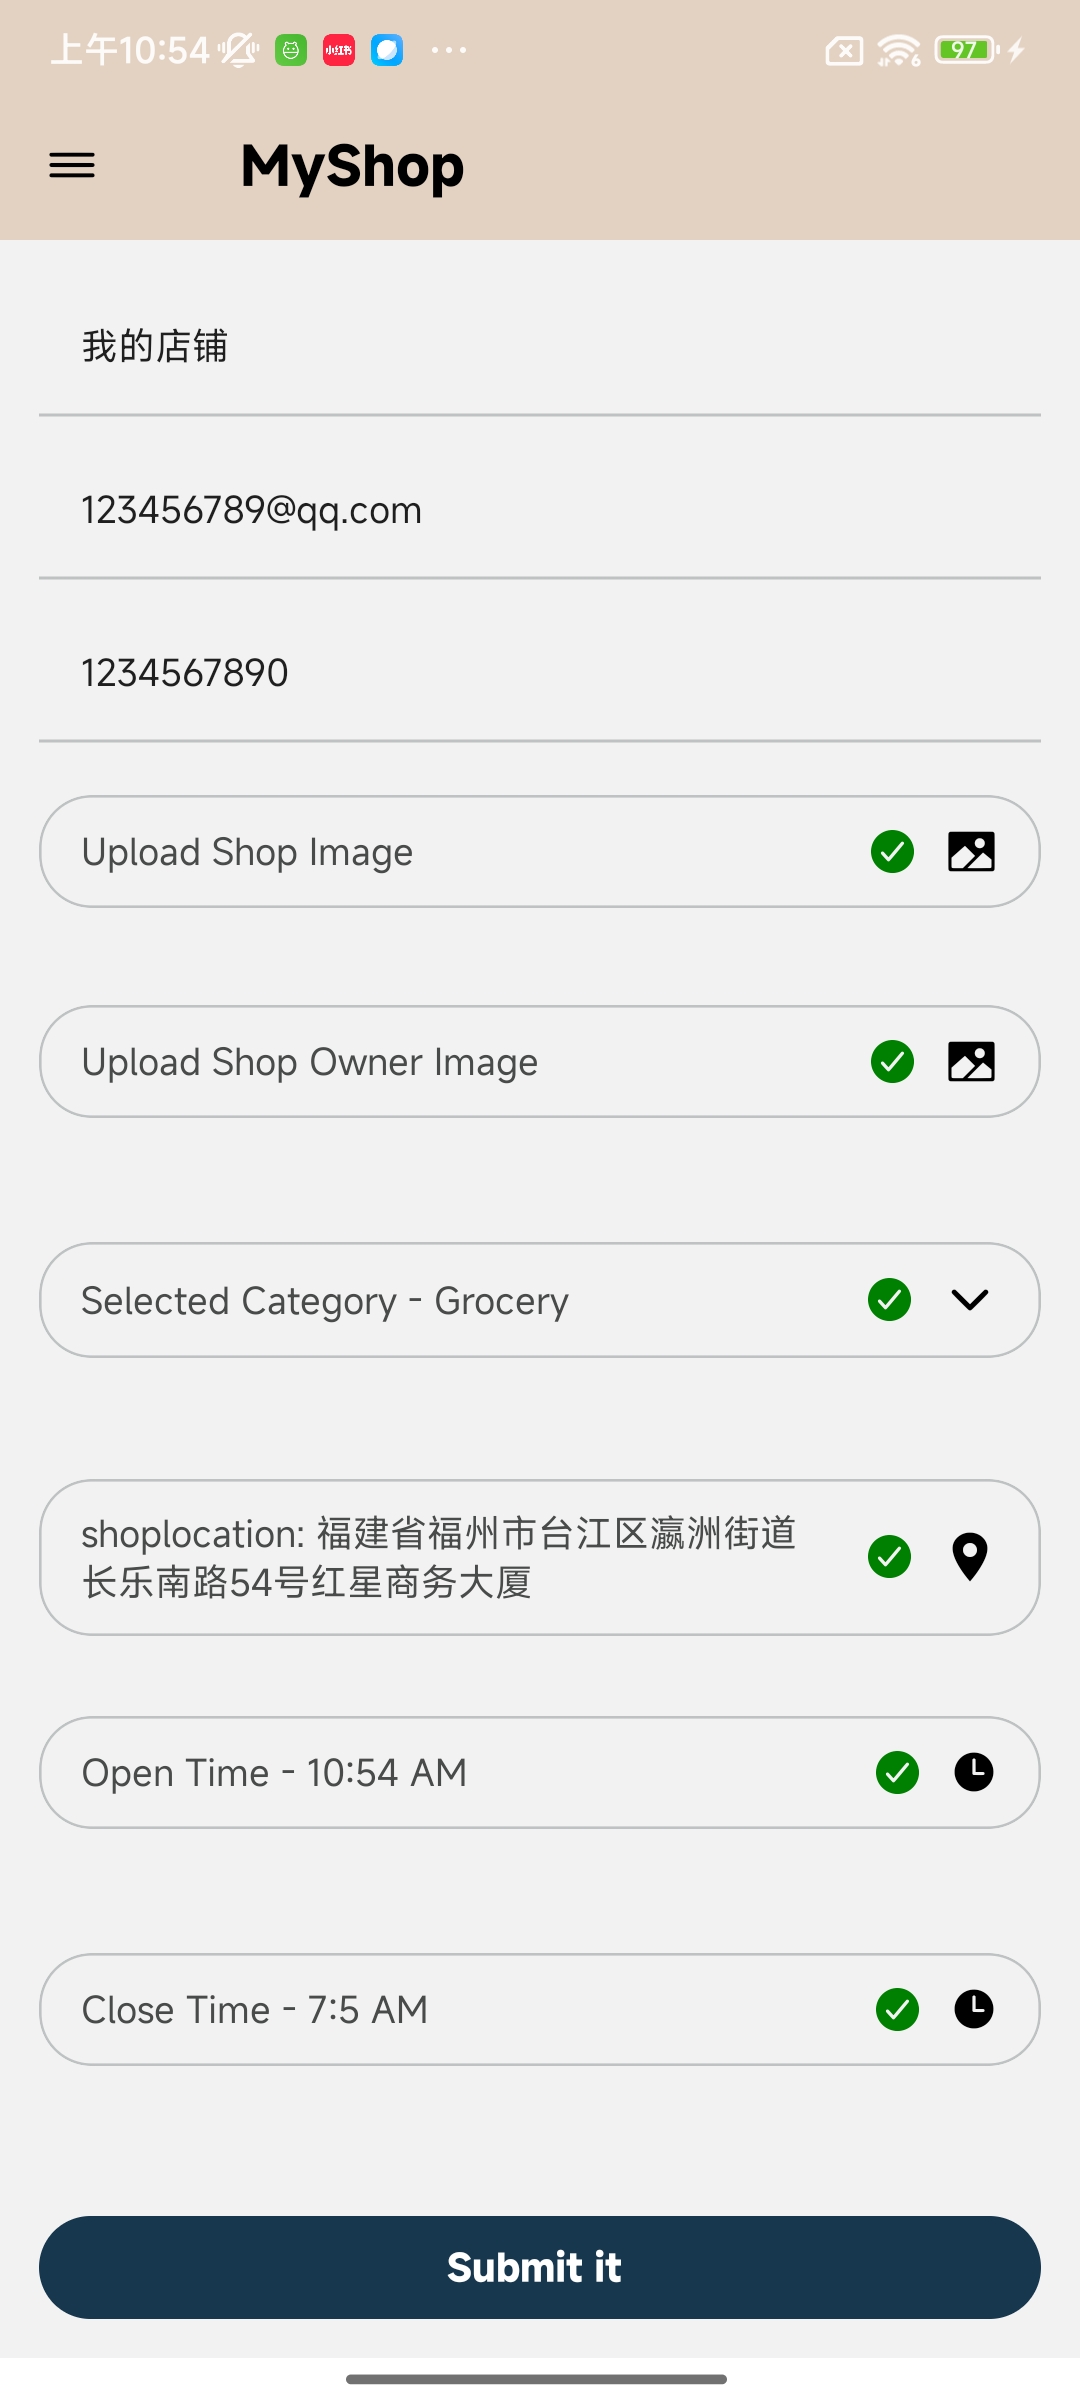 上午10:54
小红书
97
MyShop
我的店铺
123456789@qq.com
1234567890
Upload Shop Image
Upload Shop Owner Image
Selected Category - Grocery
shoplocation: 福建省福州市台江区瀛洲街道
长乐南路54号红星商务大厦
Open Time - 10:54 AM
Close Time - 7:5 AM
Submit it